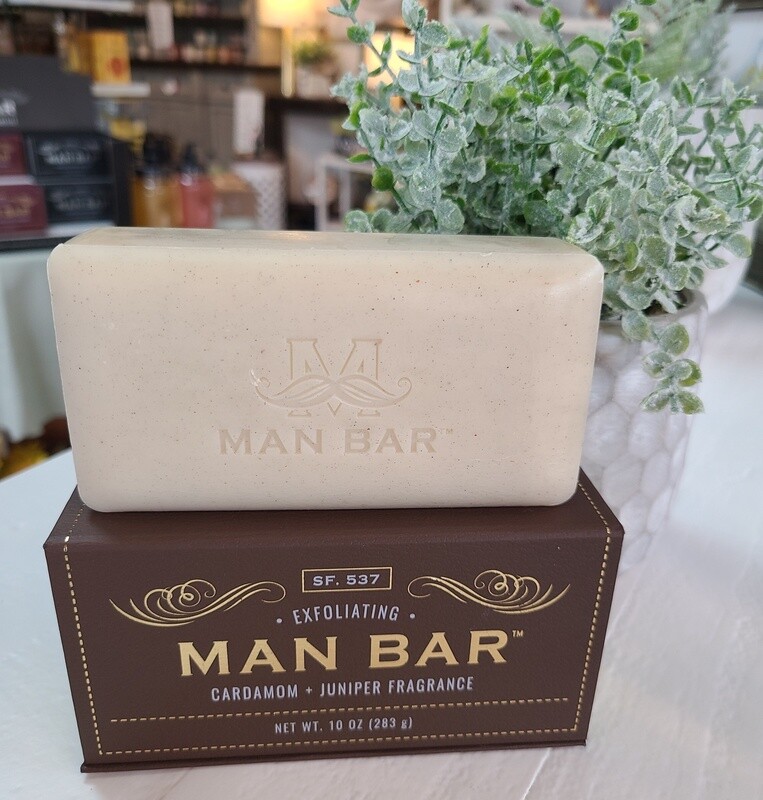 M
MAN BAR™
SF. 537
• EXFOLIATING •
MAN BAR™
CARDAMOM + JUNIPER FRAGRANCE
NET WT. 10 OZ (283 g)